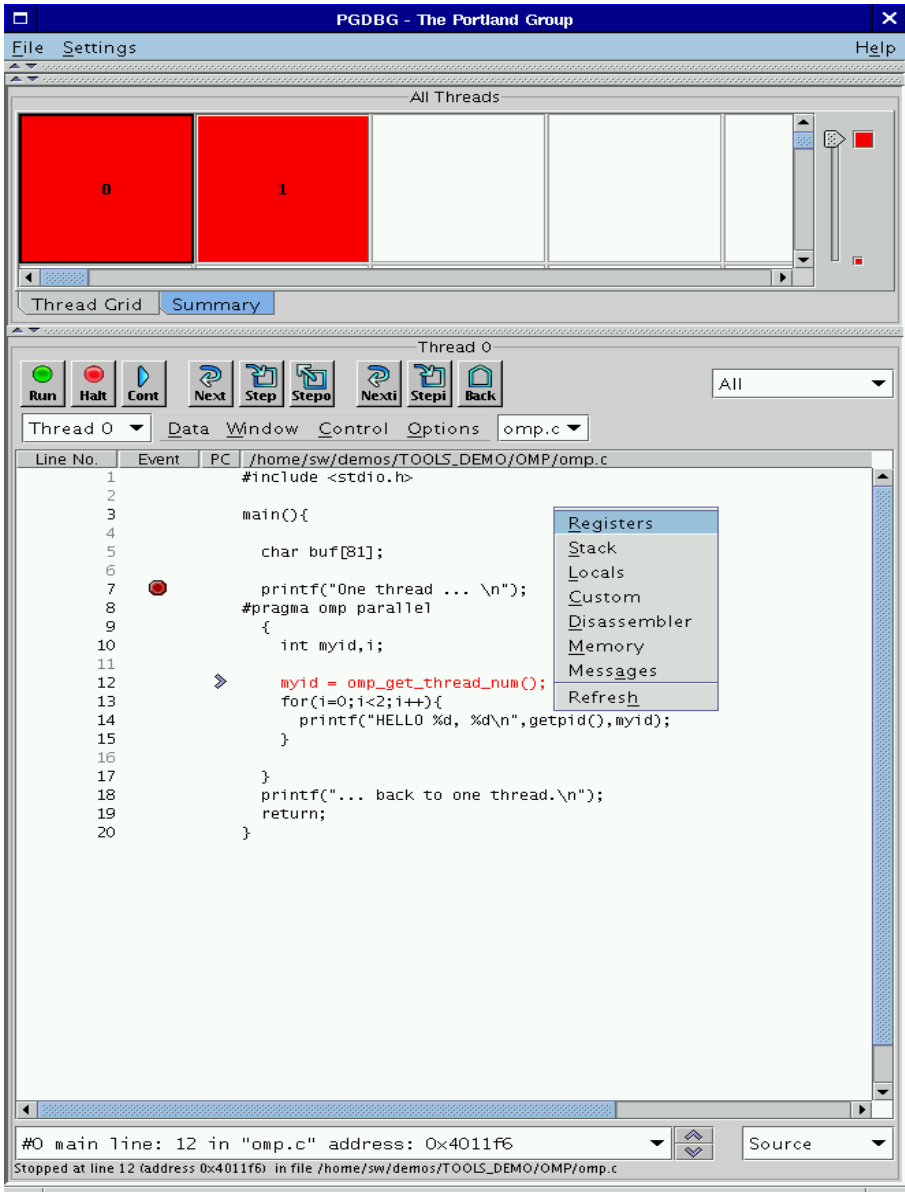 PGDBG - The Portland Group
File Settings Help
All Threads
0 1
Thread Grid Summary
Thread 0
Run Halt Cont Next Step Stepo Nexti Stepi Back
All
Thread 0 Data Window Control Options omp.c
Line No. Event PC /home/sw/demos/TOOLS_DEMO/OMP/omp.c
1 #include <stdio.h>
2
3 main(){
4
5 char buf[81];
6
7 printf("One thread ... \n");
8 #pragma omp parallel
9 {
10 int myid,i;
11
12 myid = omp_get_thread_num();
13 for(i=0;i<2;i++){
14 printf("HELLO %d, %d\n",getpid(),myid);
15 }
16
17 }
18 printf("... back to one thread.\n");
19 return;
20 }
Registers
Stack
Locals
Custom
Disassembler
Memory
Messages
Refresh
#0 main line: 12 in "omp.c" address: 0x4011f6
Source
Stopped at line 12 (address 0x4011f6) in file /home/sw/demos/TOOLS_DEMO/OMP/omp.c